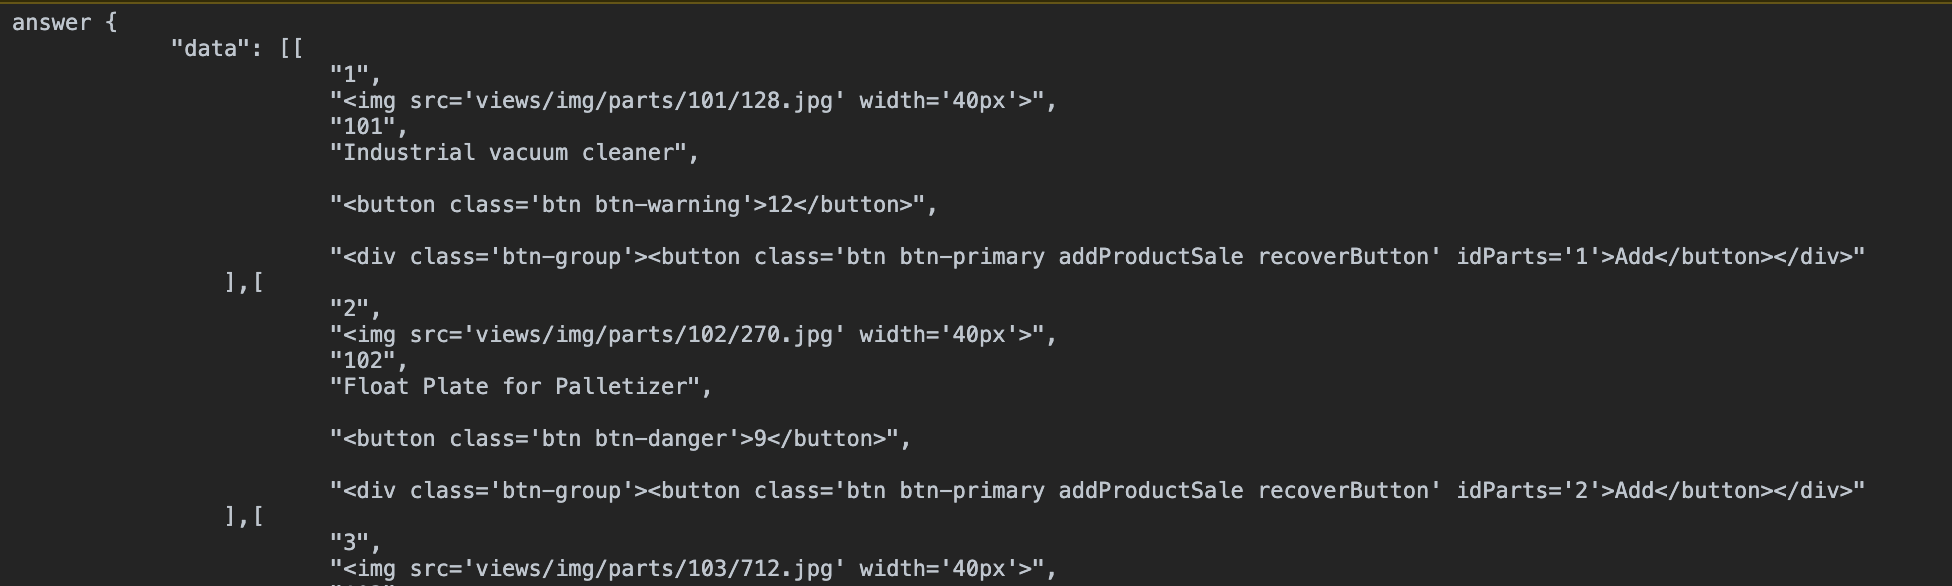 answer {
"data": [[
"1",
"<img src='views/img/parts/101/128.jpg' width='40px'>",
"101",
"Industrial vacuum cleaner",
"<button class='btn btn-warning'>12</button>",
"<div class='btn-group'><button class='btn btn-primary addProductSale recoverButton' idParts='1'>Add</button></div>"
],[
"2",
"<img src='views/img/parts/102/270.jpg' width='40px'>",
"102",
"Float Plate for Palletizer",
"<button class='btn btn-danger'>9</button>",
"<div class='btn-group'><button class='btn btn-primary addProductSale recoverButton' idParts='2'>Add</button></div>"
],[
"3",
"<img src='views/img/parts/103/712.jpg' width='40px'>",